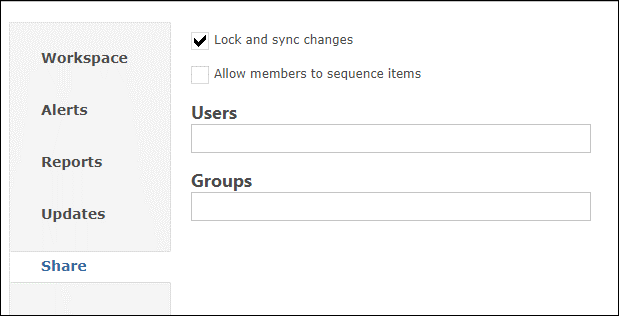 Workspace
Alerts
Reports
Updates
Share
Lock and sync changes
Allow members to sequence items
Users
Groups